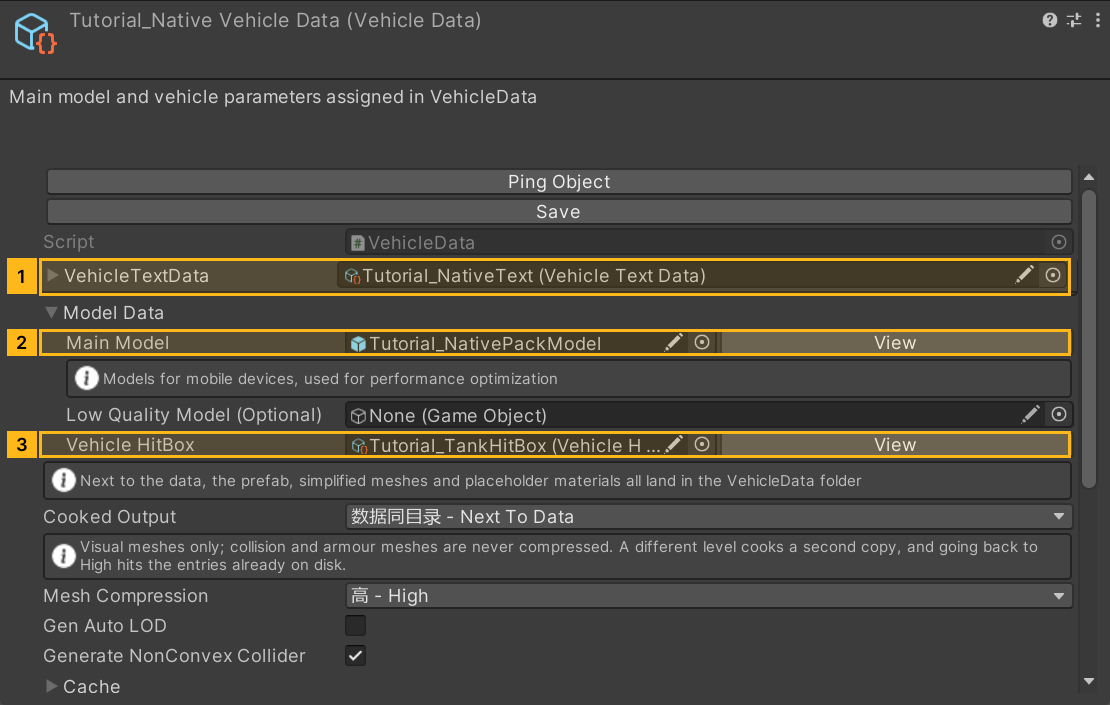 Tutorial_Native Vehicle Data (Vehicle Data)
Main model and vehicle parameters assigned in VehicleData
Ping Object
Save
Script VehicleData
1 VehicleTextData Tutorial_NativeText (Vehicle Text Data)
Model Data
2 Main Model Tutorial_NativePackModel View
Models for mobile devices, used for performance optimization
Low Quality Model (Optional) None (Game Object)
3 Vehicle HitBox Tutorial_TankHitBox (Vehicle H ... View
Next to the data, the prefab, simplified meshes and placeholder materials all land in the VehicleData folder
Cooked Output 数据同目录 - Next To Data
Visual meshes only; collision and armour meshes are never compressed. A different level cooks a second copy, and going back to
High hits the entries already on disk.
Mesh Compression 高 - High
Gen Auto LOD
Generate NonConvex Collider
Cache